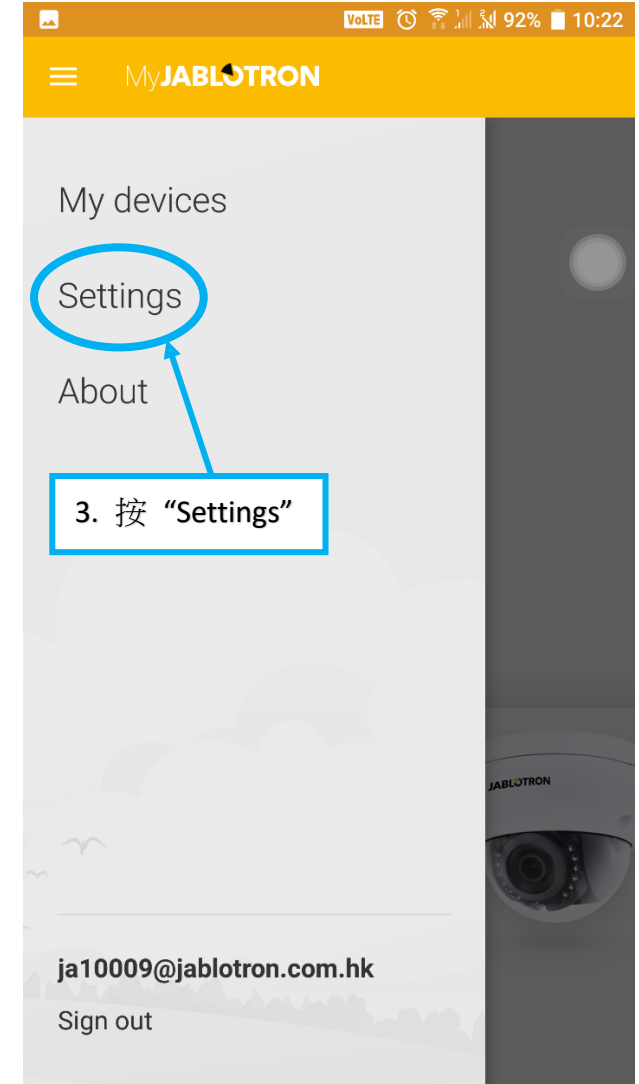 VoLTE 92% 10:22
MyJABLOTRON
My devices
Settings
About
3. 按 “Settings”
JABLOTRON
ja10009@jablotron.com.hk
Sign out